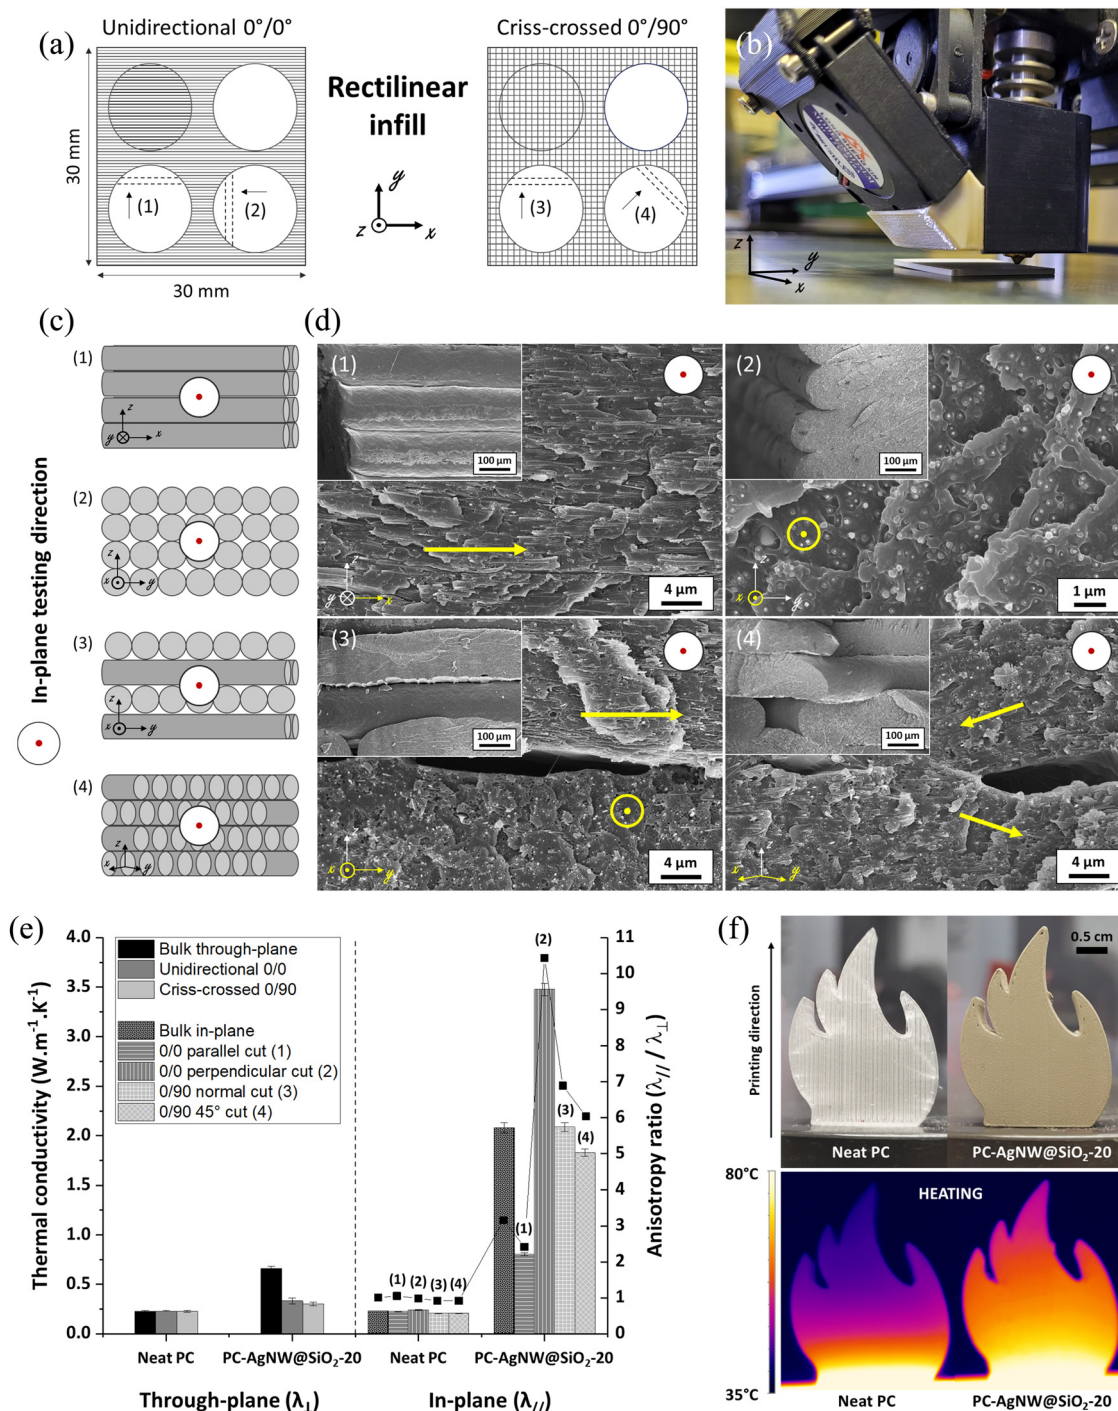 (a)
Unidirectional 0°/0°
30 mm
30 mm
(1)
(2)
Rectilinear
infill
y
z
x
Criss-crossed 0°/90°
(3)
(4)
(b)
z
y
x
(c)
In-plane testing direction
(1)
z
y
x
(2)
z
x
y
(3)
z
x
y
(4)
z
x
y
(d)
(1)
100 µm
z
y
x
4 µm
(2)
100 µm
z
x
y
1 µm
(3)
100 µm
z
x
y
4 µm
(4)
100 µm
z
x
y
4 µm
(e)
Thermal conductivity (W.m⁻¹.K⁻¹)
4.0
3.5
3.0
2.5
2.0
1.5
1.0
0.5
0.0
Bulk through-plane
Unidirectional 0/0
Criss-crossed 0/90
Bulk in-plane
0/0 parallel cut (1)
0/0 perpendicular cut (2)
0/90 normal cut (3)
0/90 45° cut (4)
(1) (2) (3) (4)
(1)
(2)
(3)
(4)
11
10
9
8
7
6
5
4
3
2
1
0
Anisotropy ratio (λ// / λ⊥)
Neat PC
PC-AgNW@SiO₂-20
Neat PC
PC-AgNW@SiO₂-20
Through-plane (λ⊥)
In-plane (λ//)
(f)
Printing direction
0.5 cm
Neat PC
PC-AgNW@SiO₂-20
80°C
HEATING
35°C
Neat PC
PC-AgNW@SiO₂-20